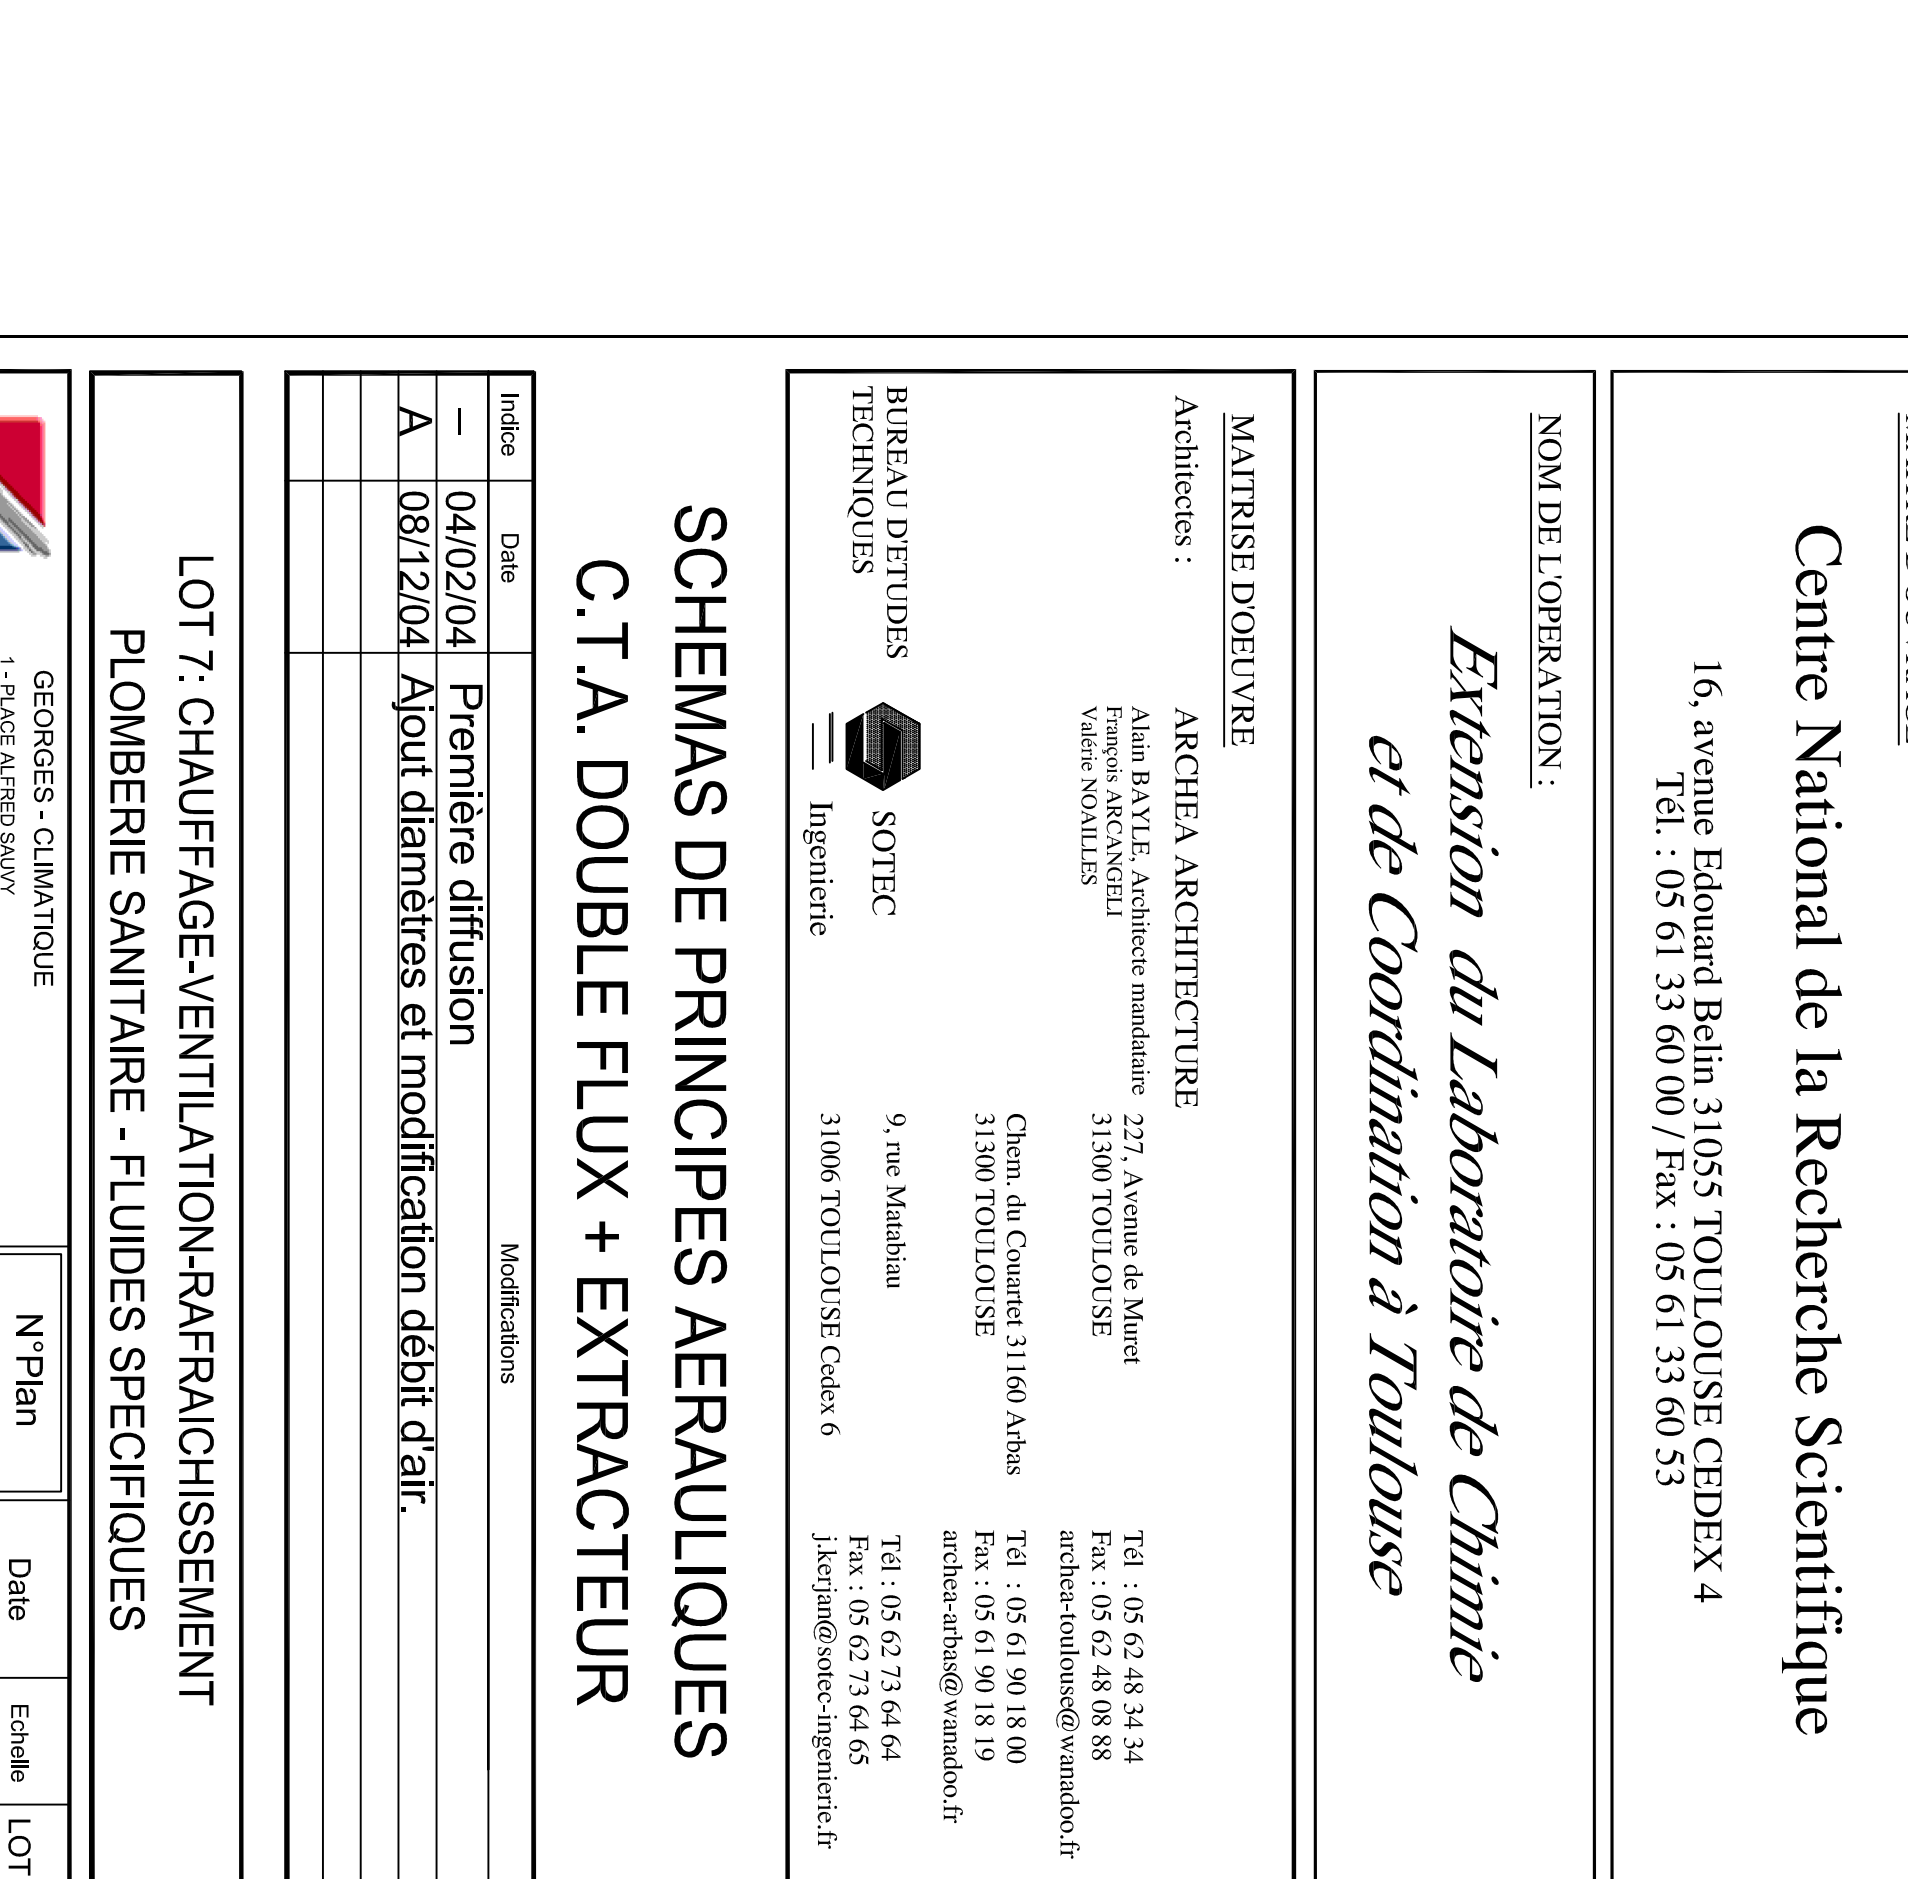 Centre National de la Recherche Scientifique
16, avenue Edouard Belin 31055 TOULOUSE CEDEX 4
Tél. : 05 61 33 60 00 / Fax : 05 61 33 60 53
NOM DE L'OPERATION :
Extension du Laboratoire de Chimie
et de Coordination à Toulouse
MAITRISE D'OEUVRE
Architectes :
ARCHEA ARCHITECTURE
Alain BAYLE, Architecte mandataire
François ARCANGELI
Valérie NOAILLES
227, Avenue de Muret
31300 TOULOUSE
Tél : 05 62 48 34 34
Fax : 05 62 48 08 88
archea-toulouse@wanadoo.fr
Chem. du Couartet 31160 Arbas
31300 TOULOUSE
Tél : 05 61 90 18 00
Fax : 05 61 90 18 19
archea-arbas@wanadoo.fr
BUREAU D'ETUDES
TECHNIQUES
SOTEC
Ingenierie
9, rue Matabiau
31006 TOULOUSE Cedex 6
Tél : 05 62 73 64 64
Fax : 05 62 73 64 65
j.kerjan@sotec-ingenierie.fr
SCHEMAS DE PRINCIPES AERAULIQUES
C.T.A. DOUBLE FLUX + EXTRACTEUR
Indice Date Modifications
– 04/02/04 Première diffusion
A 08/12/04 Ajout diamètres et modification débit d'air.
LOT 7: CHAUFFAGE-VENTILATION-RAFRAICHISSEMENT
PLOMBERIE SANITAIRE - FLUIDES SPECIFIQUES
GEORGES - CLIMATIQUE
1 - PLACE ALFRED SAUVY
N°Plan
Date
Echelle
LOT